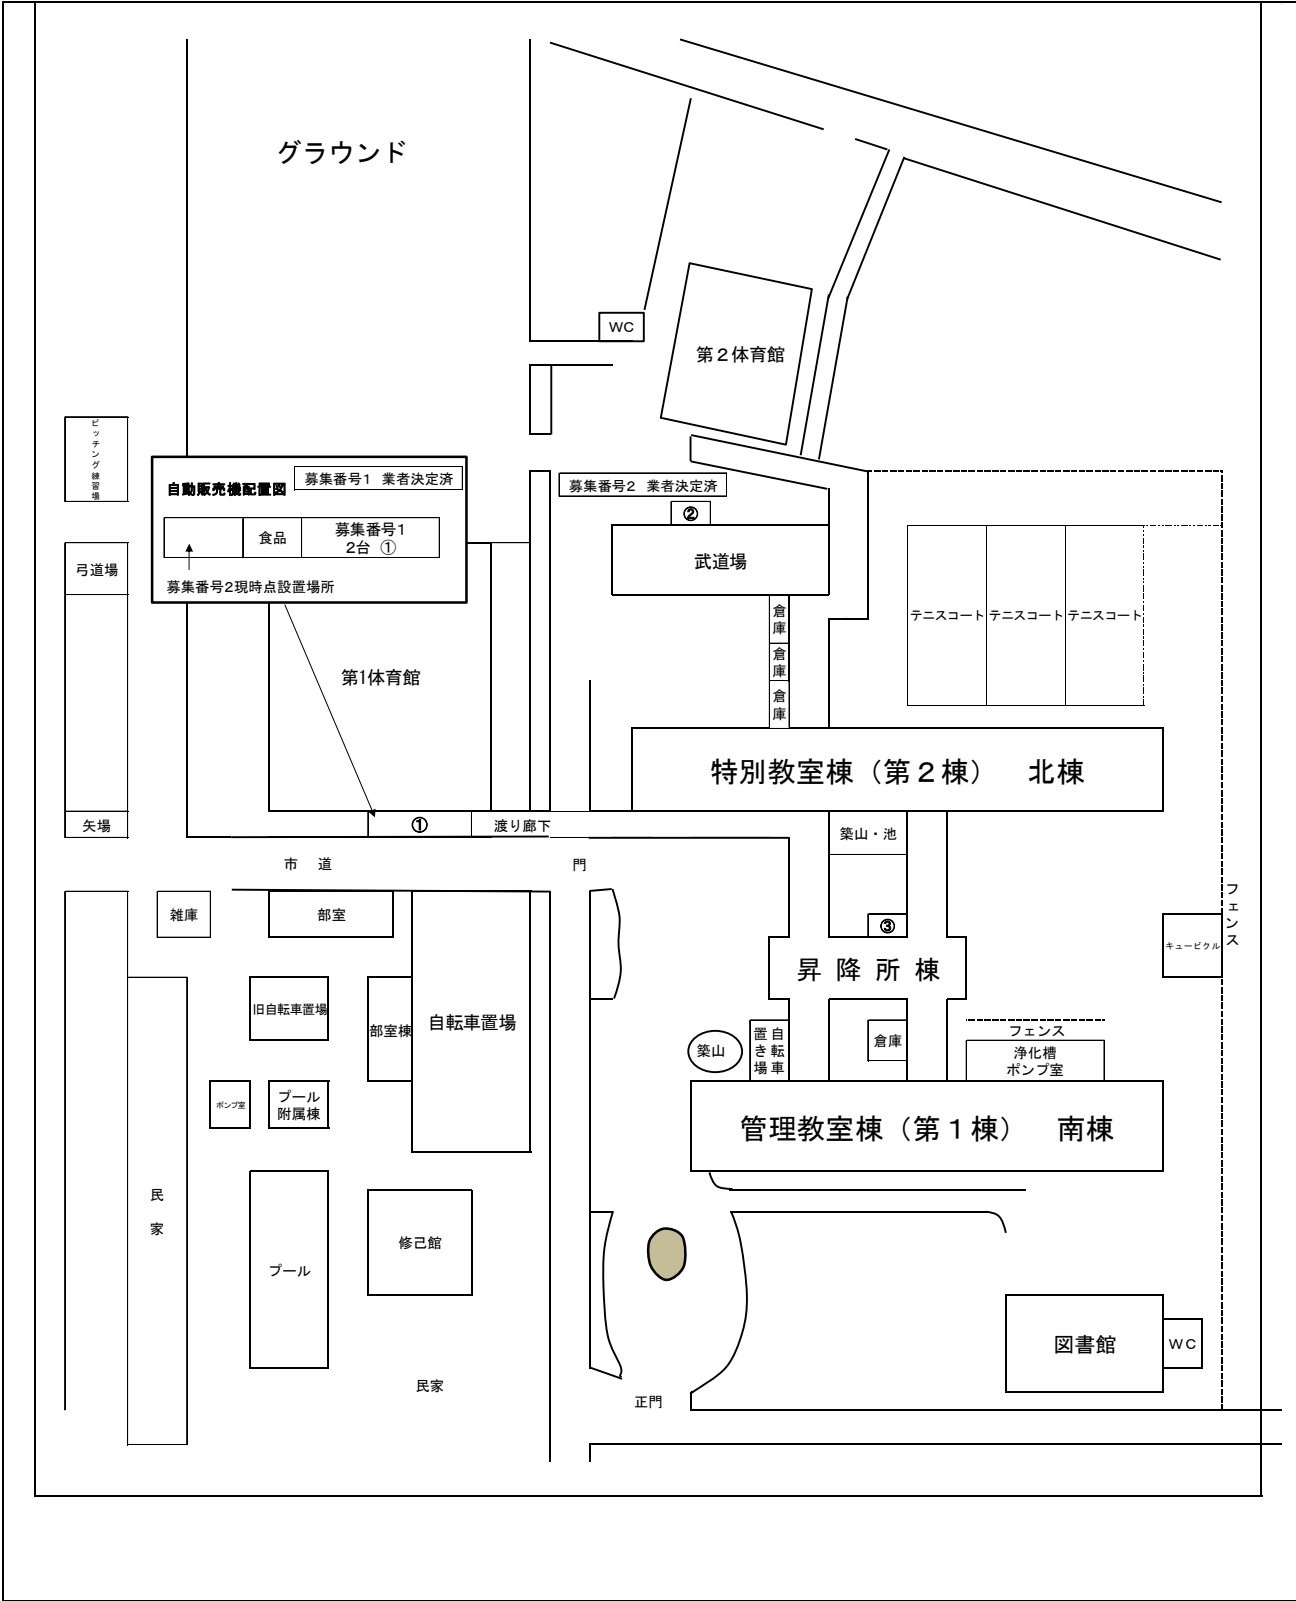 グラウンド
WC
第２体育館
ピッチング練習場
自動販売機配置図
募集番号1　業者決定済
食品
募集番号1
2台　①
募集番号2現時点設置場所
募集番号2　業者決定済
②
武道場
弓道場
倉庫
倉庫
倉庫
テニスコート
テニスコート
テニスコート
第1体育館
特別教室棟（第２棟）　北棟
矢場
①
渡り廊下
築山・池
市　道
門
雑庫
部室
③
フェンス
キュービクル
昇降所棟
旧自転車置場
部室棟
自転車置場
築山
自転車
置き場
倉庫
フェンス
浄化槽
ポンプ室
ポンプ室
プール
附属棟
管理教室棟（第１棟）　南棟
民家
修己館
プール
図書館
WC
民家
正門